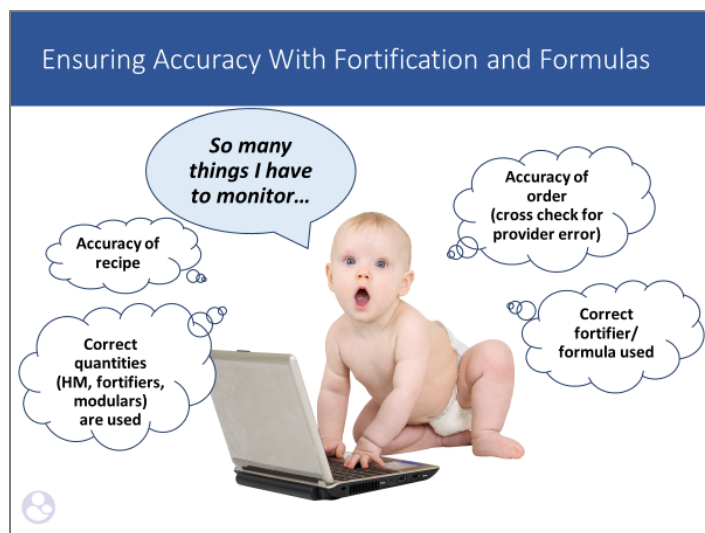 Ensuring Accuracy With Fortification and Formulas
So many
things I have
to monitor...
Accuracy of
recipe
Correct
quantities
(HM, fortifiers,
modulars)
are used
Accuracy of
order
(cross check for
provider error)
Correct
fortifier/
formula used